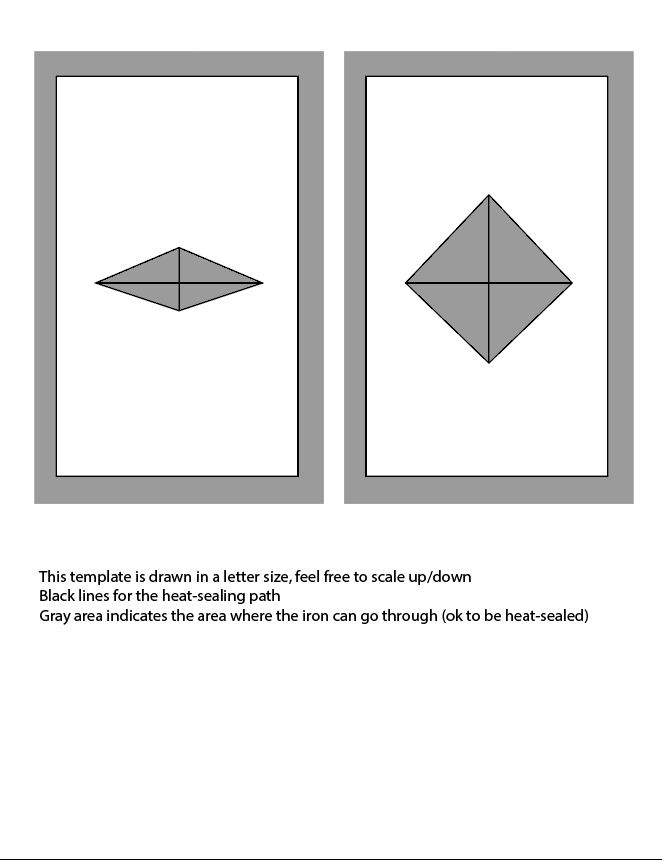 This template is drawn in a letter size, feel free to scale up/down
Black lines for the heat-sealing path
Gray area indicates the area where the iron can go through (ok to be heat-sealed)